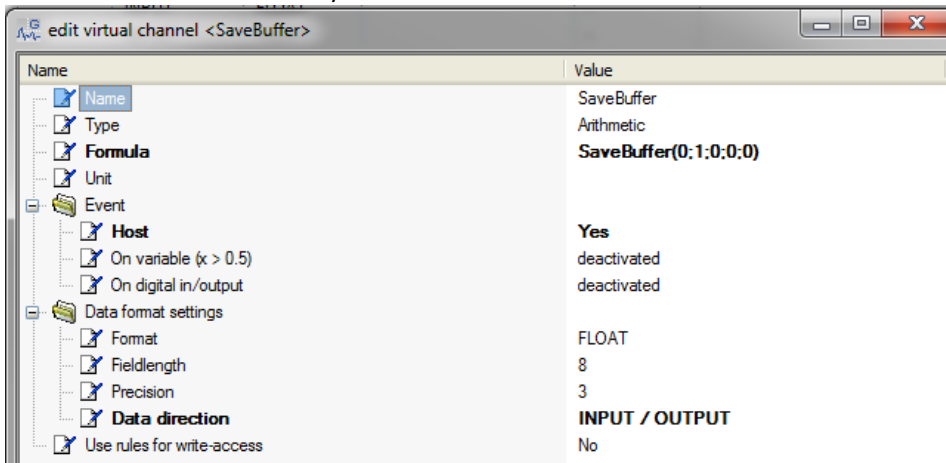 edit virtual channel <SaveBuffer>
Name Value
Name SaveBuffer
Type Arithmetic
Formula SaveBuffer(0;1;0;0;0)
Unit
Event
Host Yes
On variable (x > 0.5) deactivated
On digital in/output deactivated
Data format settings
Format FLOAT
Fieldlength 8
Precision 3
Data direction INPUT / OUTPUT
Use rules for write-access No